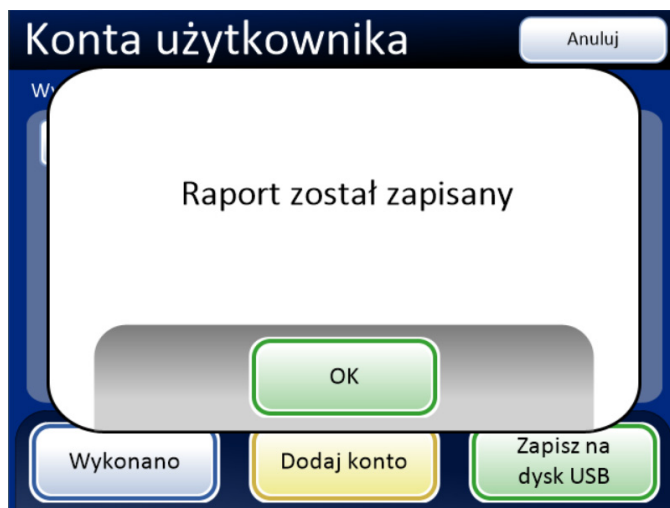 Konta użytkownika
Anuluj
Raport został zapisany
OK
Wykonano
Dodaj konto
Zapisz na
dysk USB